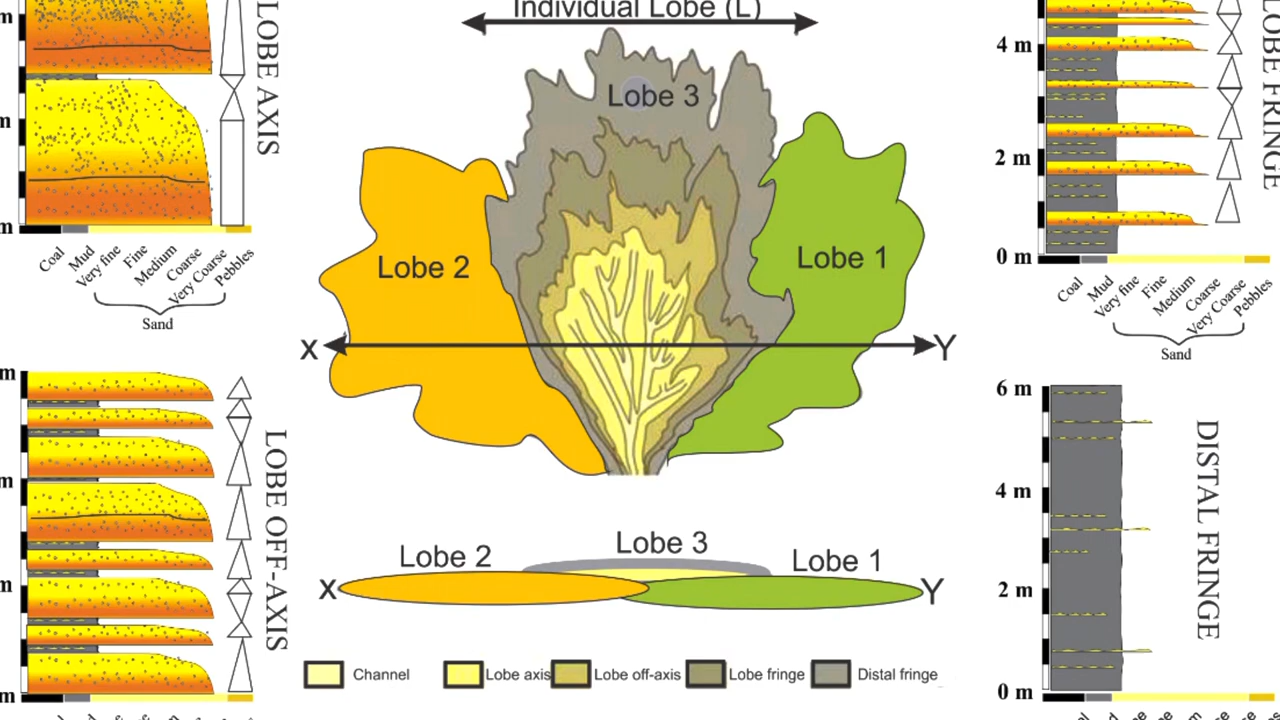 Individual Lobe (L)
LOBE AXIS
m
m
m
Coal
Mud
Very fine
Fine
Medium
Coarse
Very Coarse
Pebbles
Sand
LOBE OFF-AXIS
m
m
m
m
Lobe 3
Lobe 2
Lobe 1
X
Y
Lobe 2
Lobe 3
Lobe 1
X
Y
Channel
Lobe axis
Lobe off-axis
Lobe fringe
Distal fringe
LOBE FRINGE
4 m
2 m
0 m
Coal
Mud
Very fine
Fine
Medium
Coarse
Very Coarse
Pebbles
Sand
DISTAL FRINGE
6 m
4 m
2 m
0 m